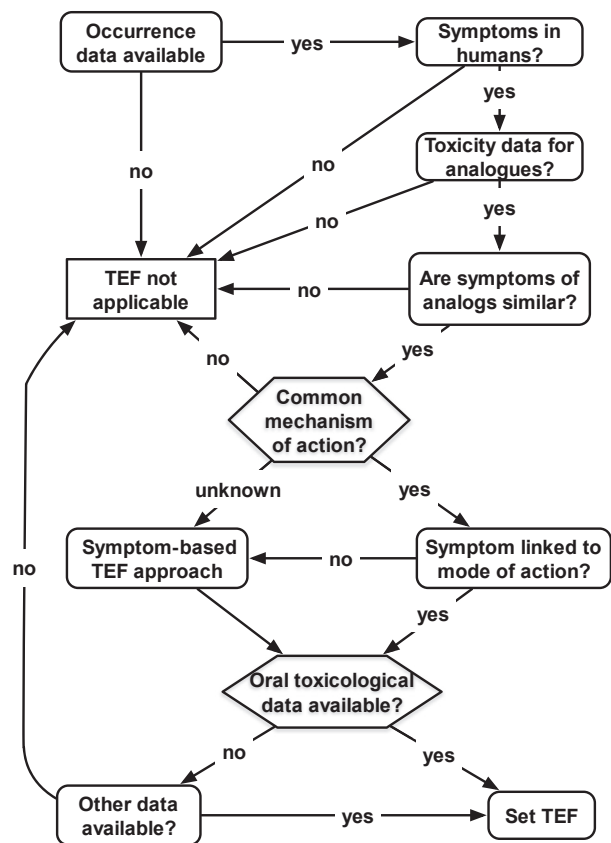 Occurrence
data available
yes
Symptoms in
humans?
yes
no
Toxicity data for
analogues?
no
no
yes
TEF not
applicable
no
Are symptoms of
analogs similar?
no
yes
Common
mechanism
of action?
unknown
yes
Symptom-based
TEF approach
no
Symptom linked to
mode of action?
no
yes
Oral toxicological
data available?
no
yes
Other data
available?
yes
Set TEF